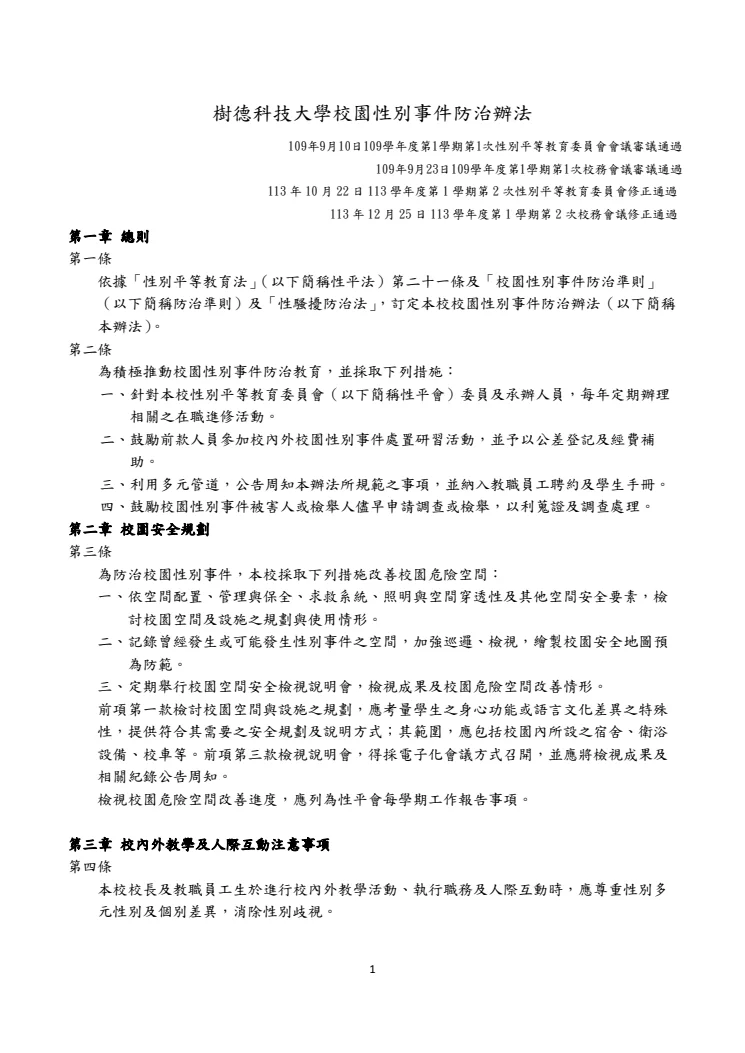 樹德科技大學校園性別事件防治辦法
109年9月10日109學年度第1學期第1次性別平等教育委員會會議審議通過
109年9月23日109學年度第1學期第1次校務會議審議通過
113 年 10 月 22 日 113 學年度第 1 學期第 2 次性別平等教育委員會修正通過
113 年 12 月 25 日 113 學年度第 1 學期第 2 次校務會議修正通過
第一章 總則
第一條
依據「性別平等教育法」(以下簡稱性平法)第二十一條及「校園性別事件防治準則」
(以下簡稱防治準則)及「性騷擾防治法」,訂定本校校園性別事件防治辦法(以下簡稱
本辦法)。
第二條
為積極推動校園性別事件防治教育,並採取下列措施:
一、針對本校性別平等教育委員會(以下簡稱性平會)委員及承辦人員,每年定期辦理
相關之在職進修活動。
二、鼓勵前款人員參加校內外校園性別事件處置研習活動,並予以公差登記及經費補
助。
三、利用多元管道,公告周知本辦法所規範之事項,並納入教職員工聘約及學生手冊。
四、鼓勵校園性別事件被害人或檢舉人儘早申請調查或檢舉,以利蒐證及調查處理。
第二章 校園安全規劃
第三條
為防治校園性別事件,本校採取下列措施改善校園危險空間:
一、依空間配置、管理與保全、求救系統、照明與空間穿透性及其他空間安全要素,檢
討校園空間及設施之規劃與使用情形。
二、記錄曾經發生或可能發生性別事件之空間,加強巡邏、檢視,繪製校園安全地圖預
為防範。
三、定期舉行校園空間安全檢視說明會,檢視成果及校園危險空間改善情形。
前項第一款檢討校園空間與設施之規劃,應考量學生之身心功能或語言文化差異之特殊
性,提供符合其需要之安全規劃及說明方式;其範圍,應包括校園內所設之宿舍、衛浴
設備、校車等。前項第三款檢視說明會,得採電子化會議方式召開,並應將檢視成果及
相關紀錄公告周知。
檢視校園危險空間改善進度,應列為性平會每學期工作報告事項。
第三章 校內外教學及人際互動注意事項
第四條
本校校長及教職員工生於進行校內外教學活動、執行職務及人際互動時,應尊重性別多
元性別及個別差異,消除性別歧視。
1